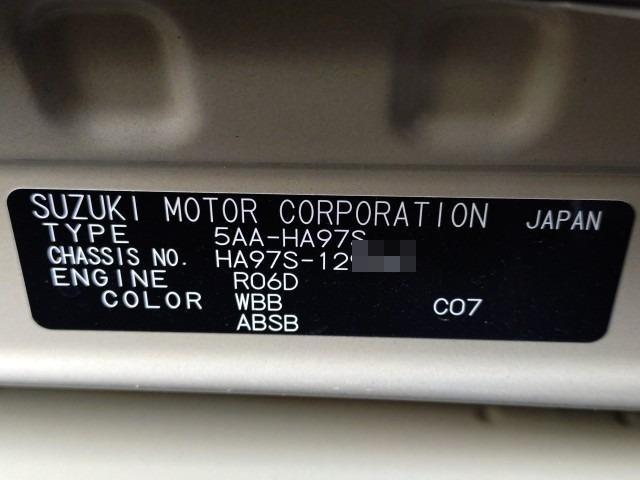 SUZUKI MOTOR CORPORATION JAPAN
TYPE 5AA-HA97S
CHASSIS NO. HA97S-12
ENGINE R06D
COLOR WBB C07
ABSB